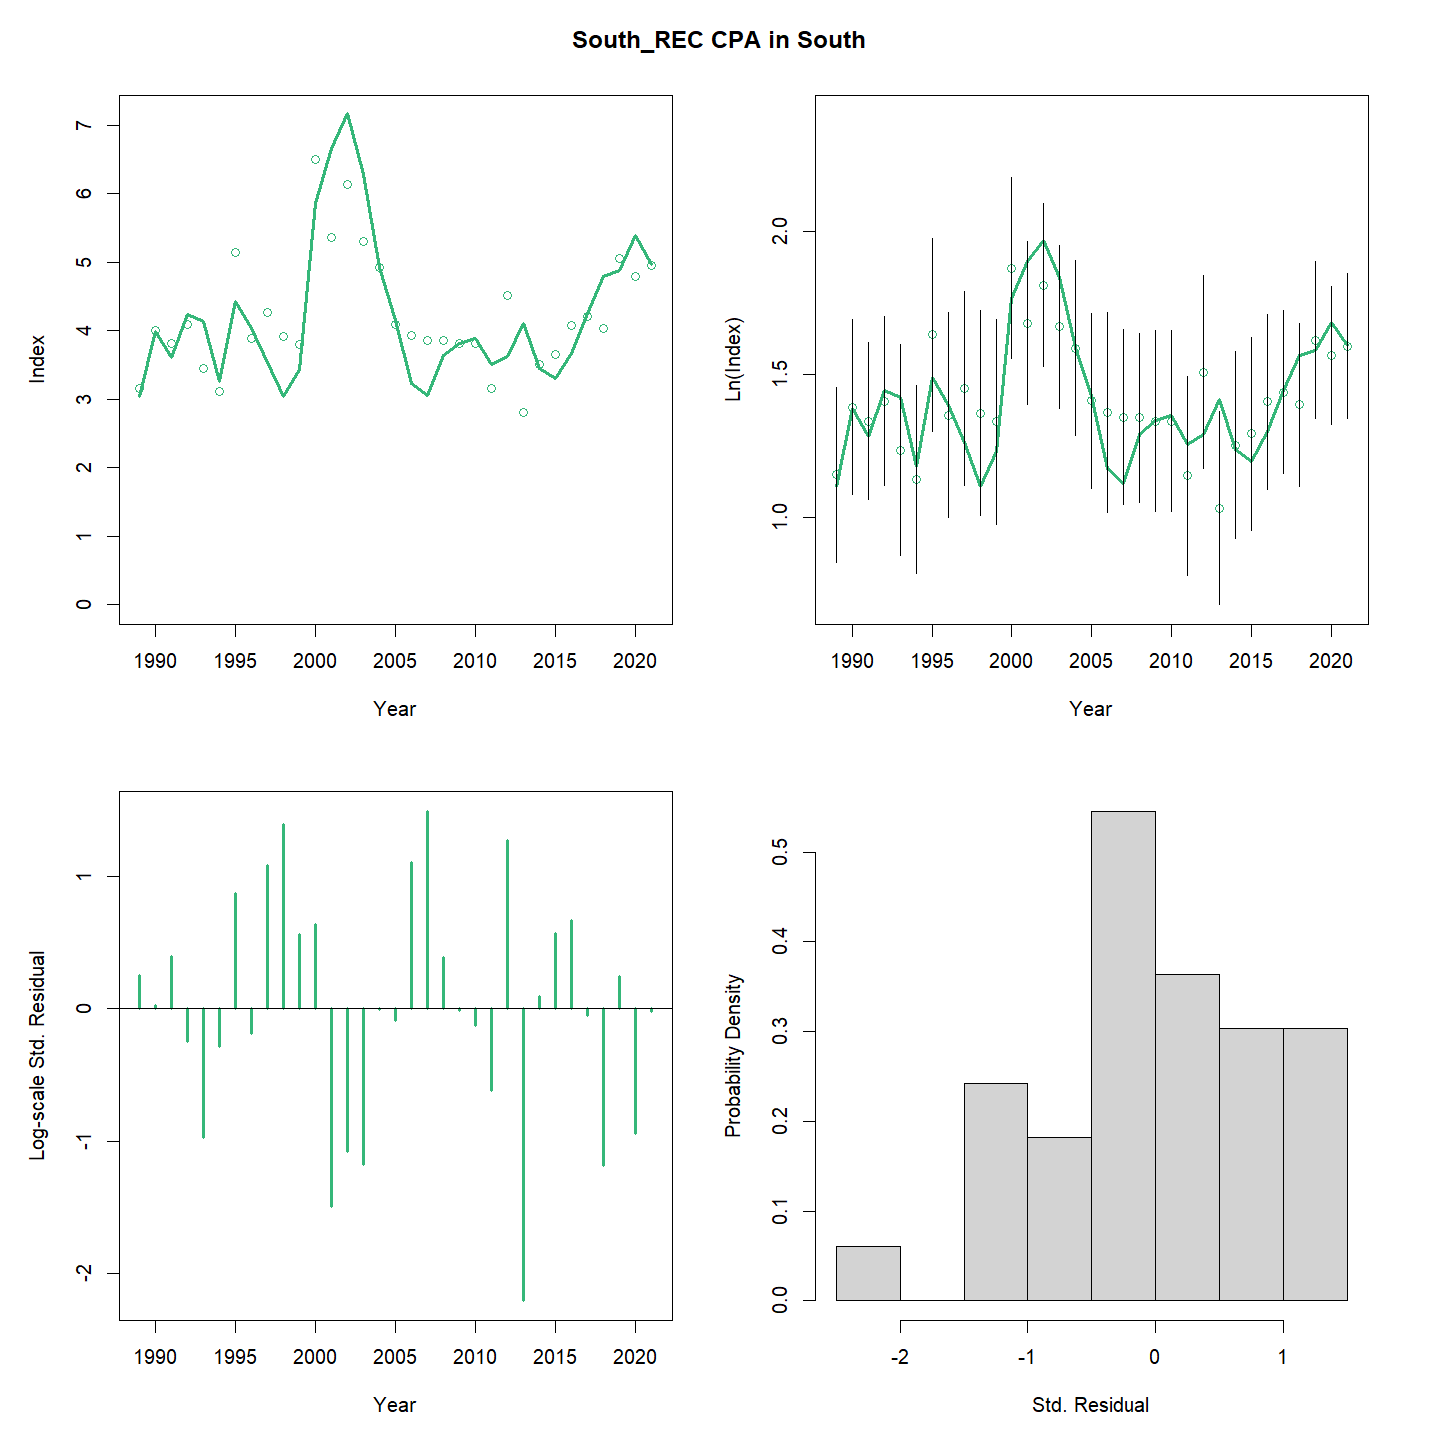 South_REC CPA in South
Index
0 1 2 3 4 5 6 7
1990 1995 2000 2005 2010 2015 2020
Year
Ln(Index)
1.0 1.5 2.0
1990 1995 2000 2005 2010 2015 2020
Year
Log-scale Std. Residual
-2 -1 0 1
1990 1995 2000 2005 2010 2015 2020
Year
Probability Density
0.0 0.1 0.2 0.3 0.4 0.5
-2 -1 0 1
Std. Residual